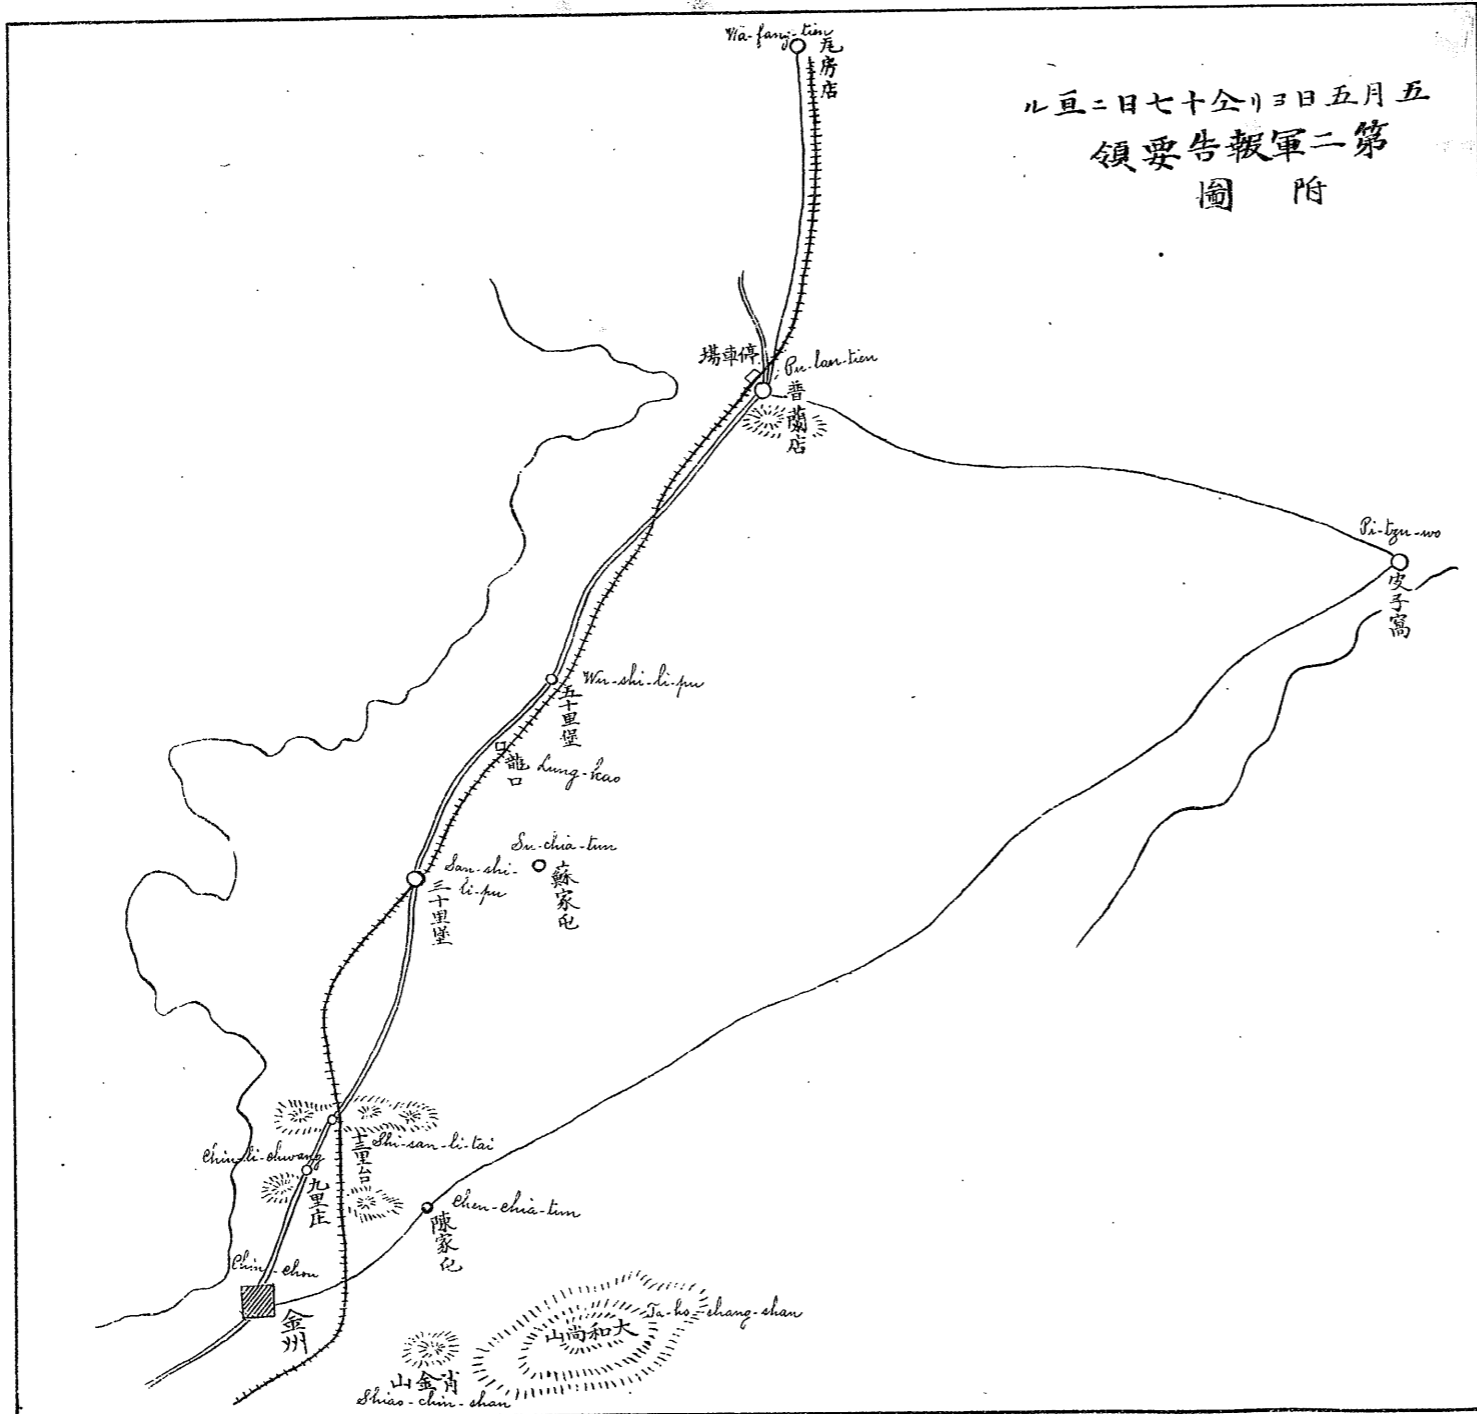 五月五日ヨリ仝十七日ニ亘ル
第二軍報告要領
附圖
Wa-fang-tien
瓦房店
停車場
Pu-lan-tien
普蘭店
Pi-tzu-wo
皮子窩
Wu-shi-li-pu
五十里堡
龍口
Lung-kao
Su-chia-tun
蘇家屯
San-shi-
li-pu
三十里堡
Shi-san-li-tai
十三里台
Chiu-li-chwang
九里庄
Chen-chia-tun
陳家屯
Chin-chou
金州
Ta-ho-chang-shan
大和尚山
肖金山
Shiao-chin-shan